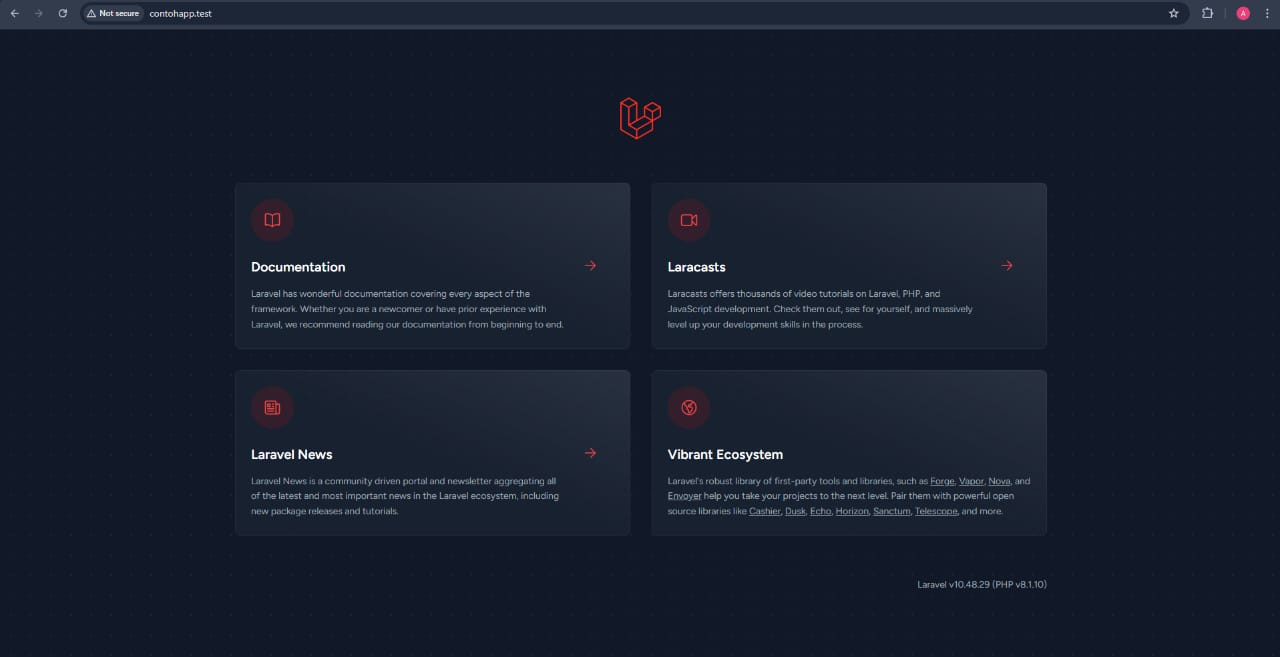 Not secure
contohapp.test
A
Documentation
Laravel has wonderful documentation covering every aspect of the
framework. Whether you are a newcomer or have prior experience with
Laravel, we recommend reading our documentation from beginning to end.
Laracasts
Laracasts offers thousands of video tutorials on Laravel, PHP, and
JavaScript development. Check them out, see for yourself, and massively
level up your development skills in the process.
Laravel News
Laravel News is a community driven portal and newsletter aggregating all
of the latest and most important news in the Laravel ecosystem, including
new package releases and tutorials.
Vibrant Ecosystem
Laravel's robust library of first-party tools and libraries, such as Forge, Vapor, Nova, and
Envoyer help you take your projects to the next level. Pair them with powerful open
source libraries like Cashier, Dusk, Echo, Horizon, Sanctum, Telescope, and more.
Laravel v10.48.29 (PHP v8.1.10)